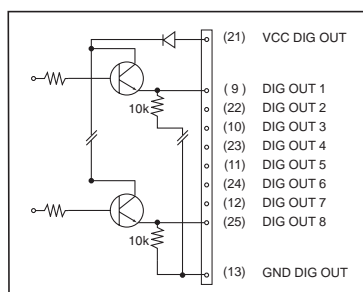 (21) VCC DIG OUT
(9) DIG OUT 1
10k
(22) DIG OUT 2
(10) DIG OUT 3
(23) DIG OUT 4
(11) DIG OUT 5
(24) DIG OUT 6
(12) DIG OUT 7
(25) DIG OUT 8
10k
(13) GND DIG OUT